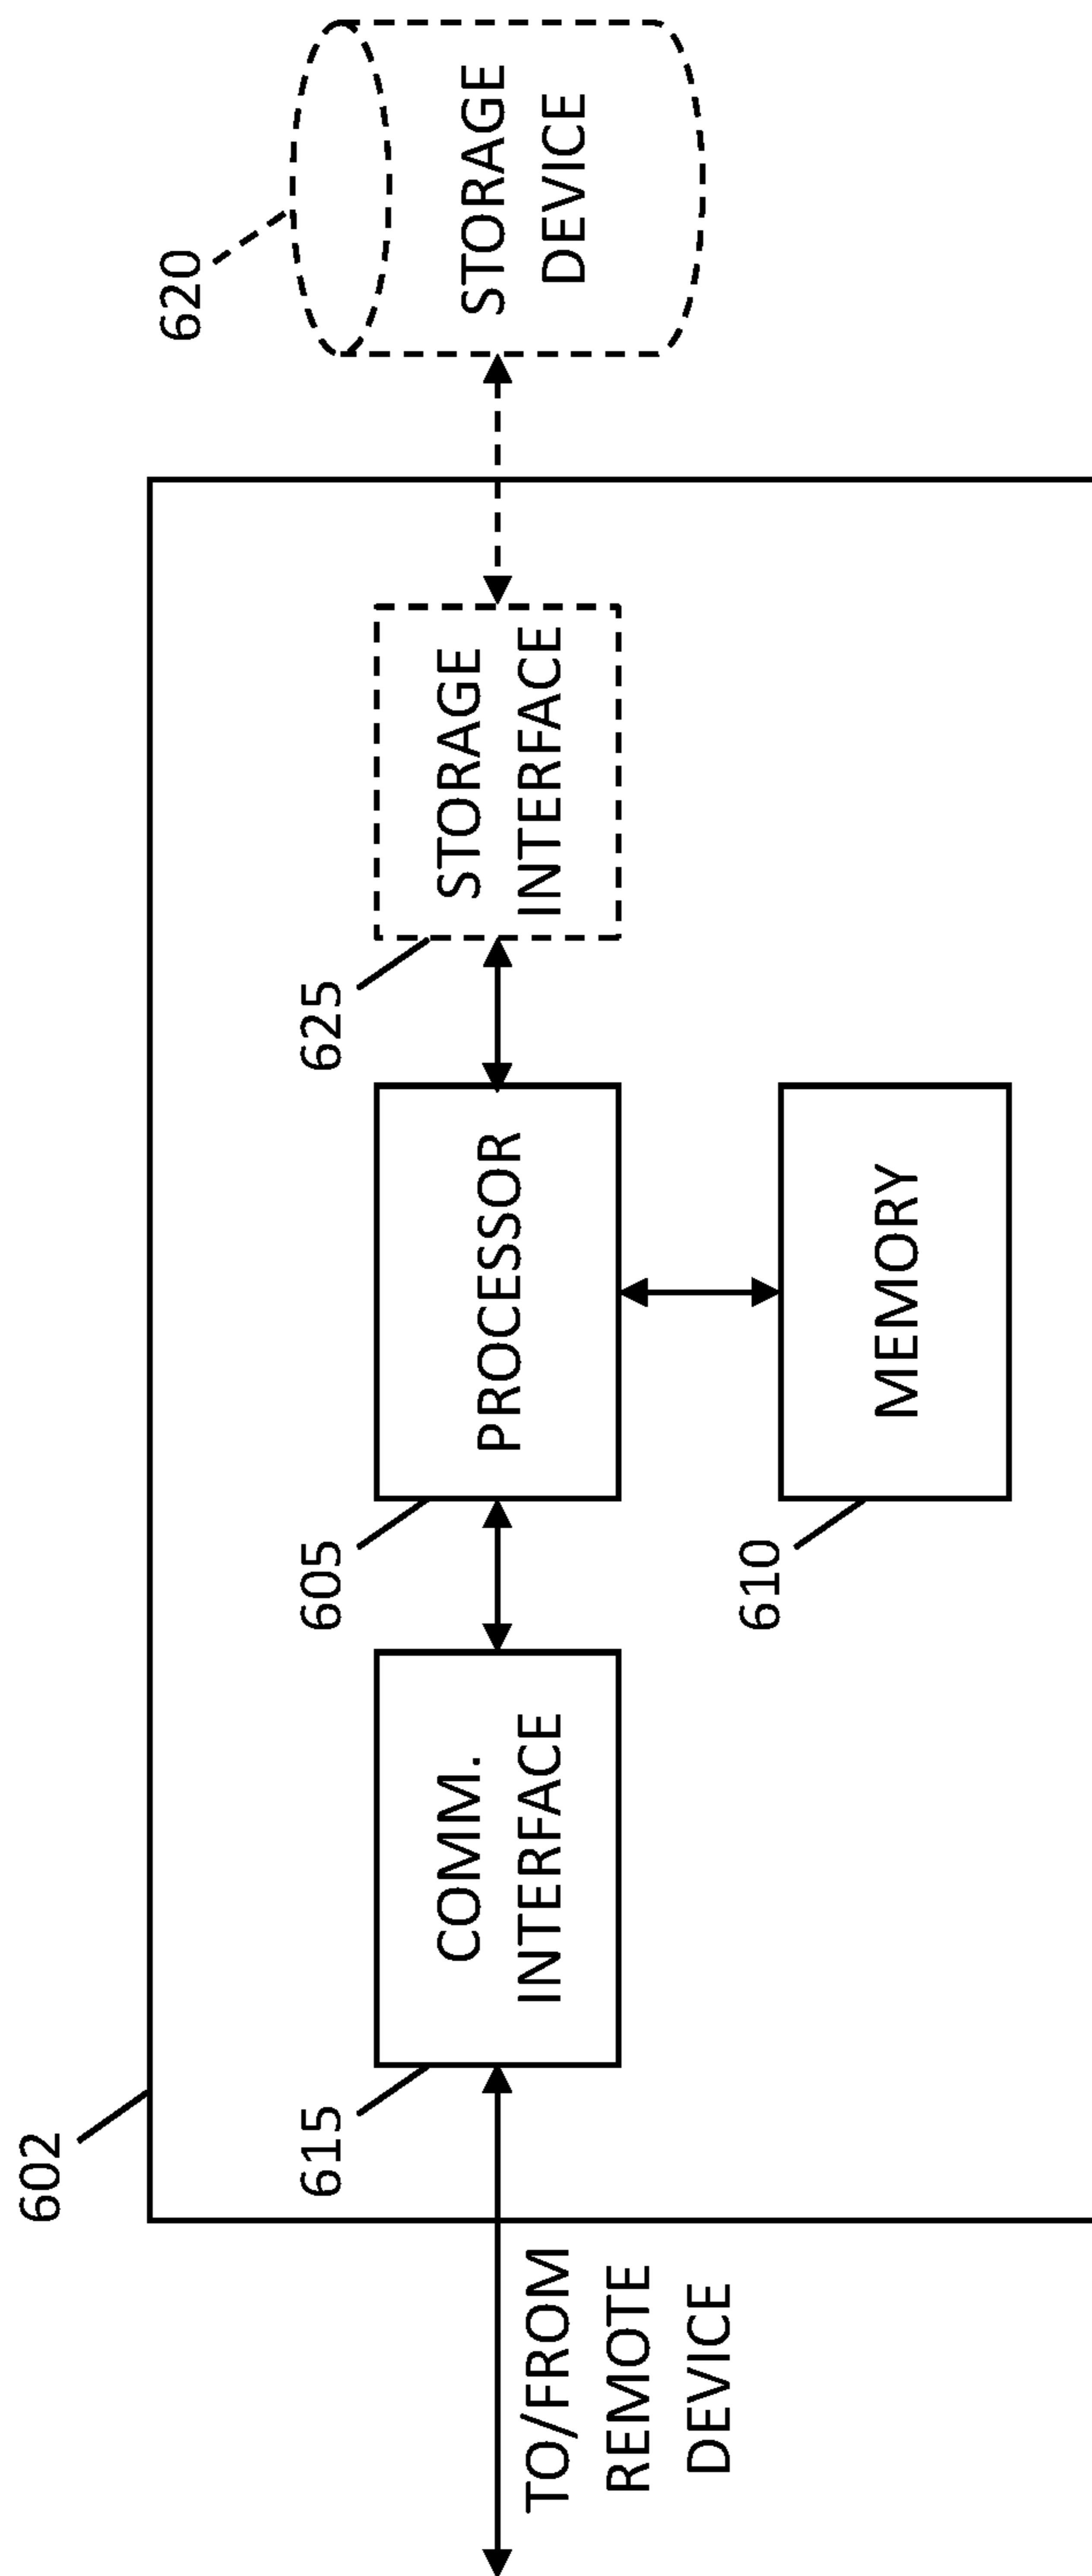 602
615
COMM.
INTERFACE
TO/FROM
REMOTE
DEVICE
605
PROCESSOR
610
MEMORY
625
STORAGE
INTERFACE
620
STORAGE
DEVICE